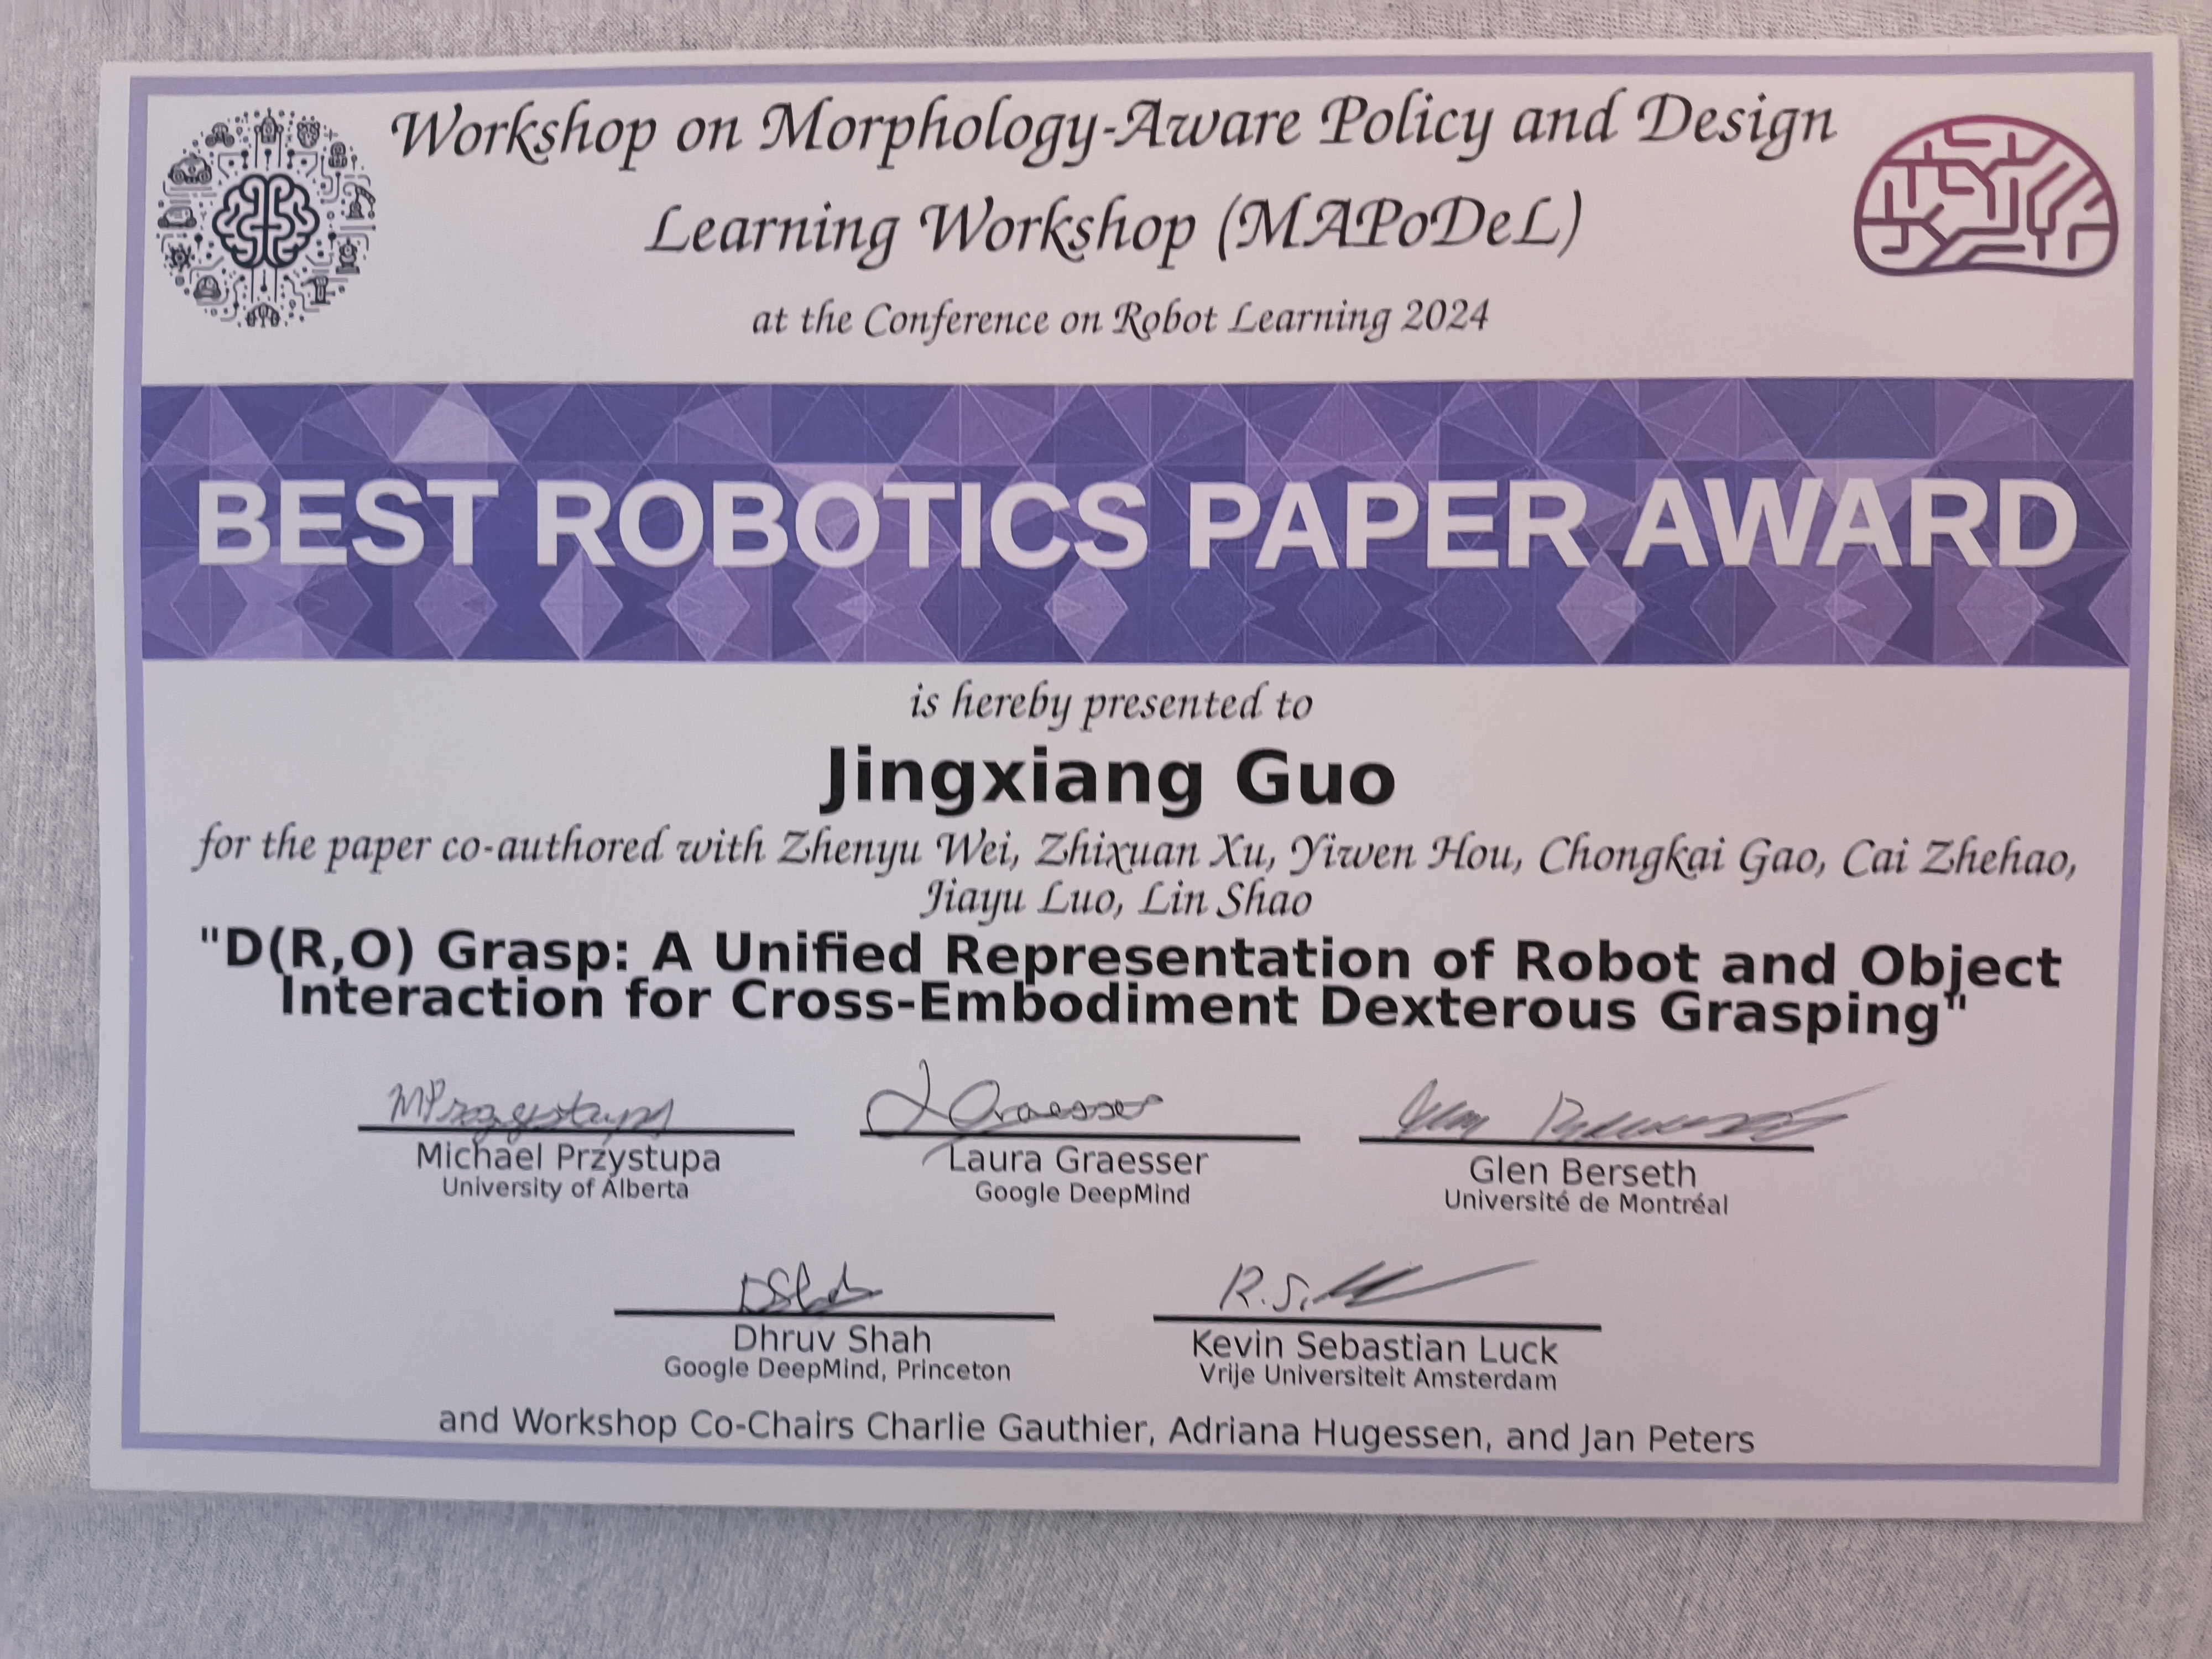 Workshop on Morphology-Aware Policy and Design
Learning Workshop (MAPoDeL)
at the Conference on Robot Learning 2024
BEST ROBOTICS PAPER AWARD
is hereby presented to
Jingxiang Guo
for the paper co-authored with Zhenyu Wei, Zhixuan Xu, Yiwen Hou, Chongkai Gao, Cai Zhehao,
Jiayu Luo, Lin Shao
"D(R,O) Grasp: A Unified Representation of Robot and Object
Interaction for Cross-Embodiment Dexterous Grasping"
MPrzystupa
L Graesser
Michael Przystupa
Laura Graesser
Glen Berseth
University of Alberta
Google DeepMind
Université de Montréal
DShah
Dhruv Shah
Kevin Sebastian Luck
Google DeepMind, Princeton
Vrije Universiteit Amsterdam
and Workshop Co-Chairs Charlie Gauthier, Adriana Hugessen, and Jan Peters